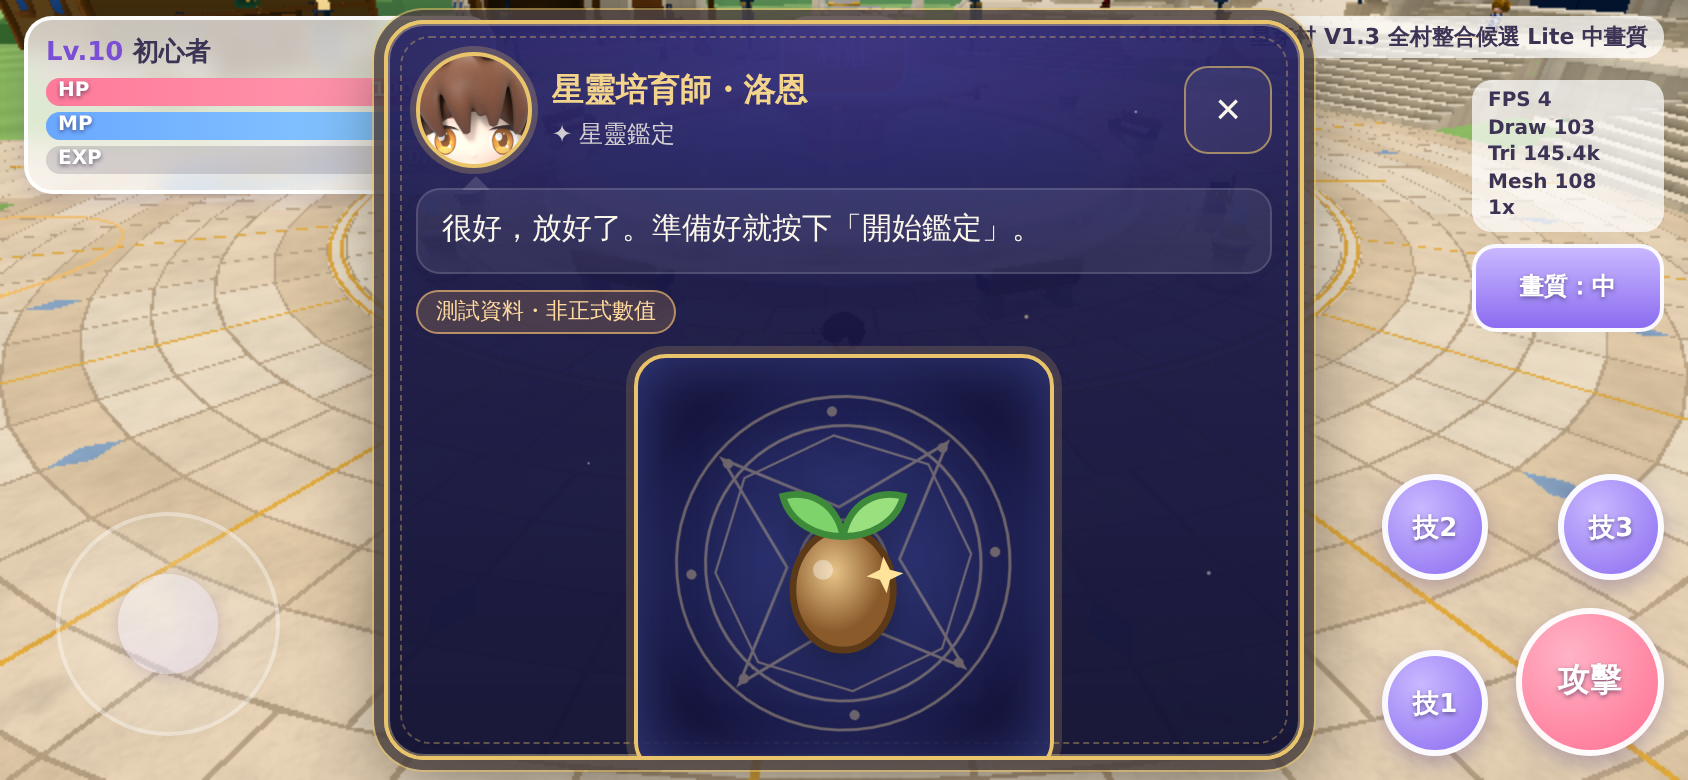 Lv.10 初心者
HP
MP
EXP
星靈培育師・洛恩
✦ 星靈鑑定
×
很好，放好了。準備好就按下「開始鑑定」。
測試資料・非正式數值
村 V1.3 全村整合候選 Lite 中畫質
FPS 4
Draw 103
Tri 145.4k
Mesh 108
1x
畫質：中
技2
技3
技1
攻擊